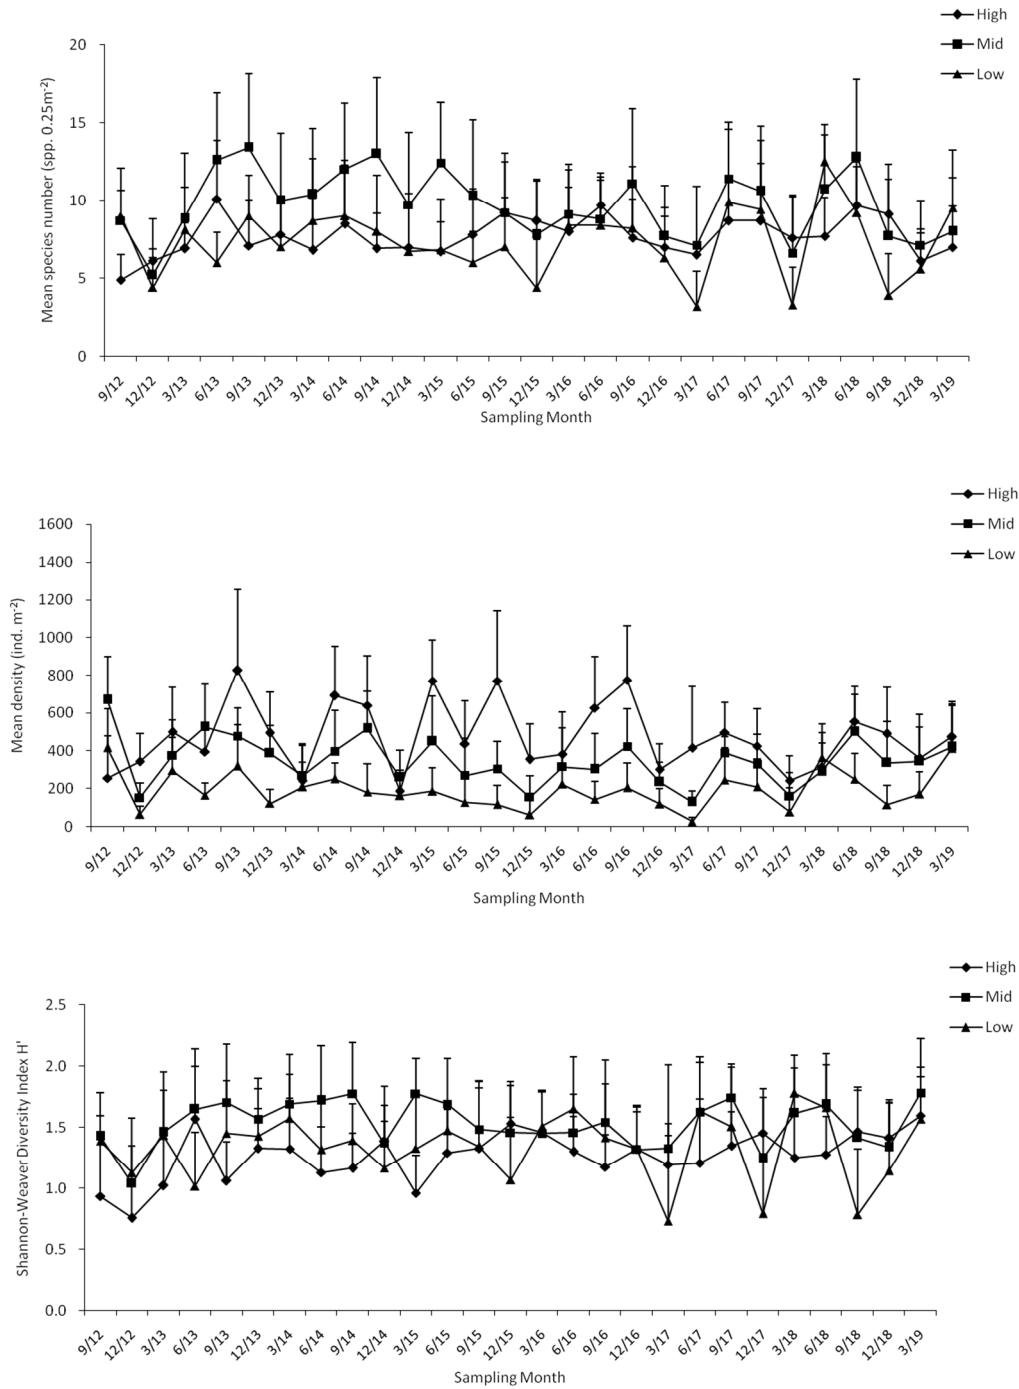 High
Mid
Low
20
15
10
5
0
Mean species number (spp. 0.25m⁻²)
9/12 12/12 3/13 6/13 9/13 12/13 3/14 6/14 9/14 12/14 3/15 6/15 9/15 12/15 3/16 6/16 9/16 12/16 3/17 6/17 9/17 12/17 3/18 6/18 9/18 12/18 3/19
Sampling Month
High
Mid
Low
1600
1400
1200
1000
800
600
400
200
0
Mean density (ind. m⁻²)
9/12 12/12 3/13 6/13 9/13 12/13 3/14 6/14 9/14 12/14 3/15 6/15 9/15 12/15 3/16 6/16 9/16 12/16 3/17 6/17 9/17 12/17 3/18 6/18 9/18 12/18 3/19
Sampling Month
High
Mid
Low
2.5
2.0
1.5
1.0
0.5
0.0
Shannon-Weaver Diversity Index H'
9/12 12/12 3/13 6/13 9/13 12/13 3/14 6/14 9/14 12/14 3/15 6/15 9/15 12/15 3/16 6/16 9/16 12/16 3/17 6/17 9/17 12/17 3/18 6/18 9/18 12/18 3/19
Sampling Month